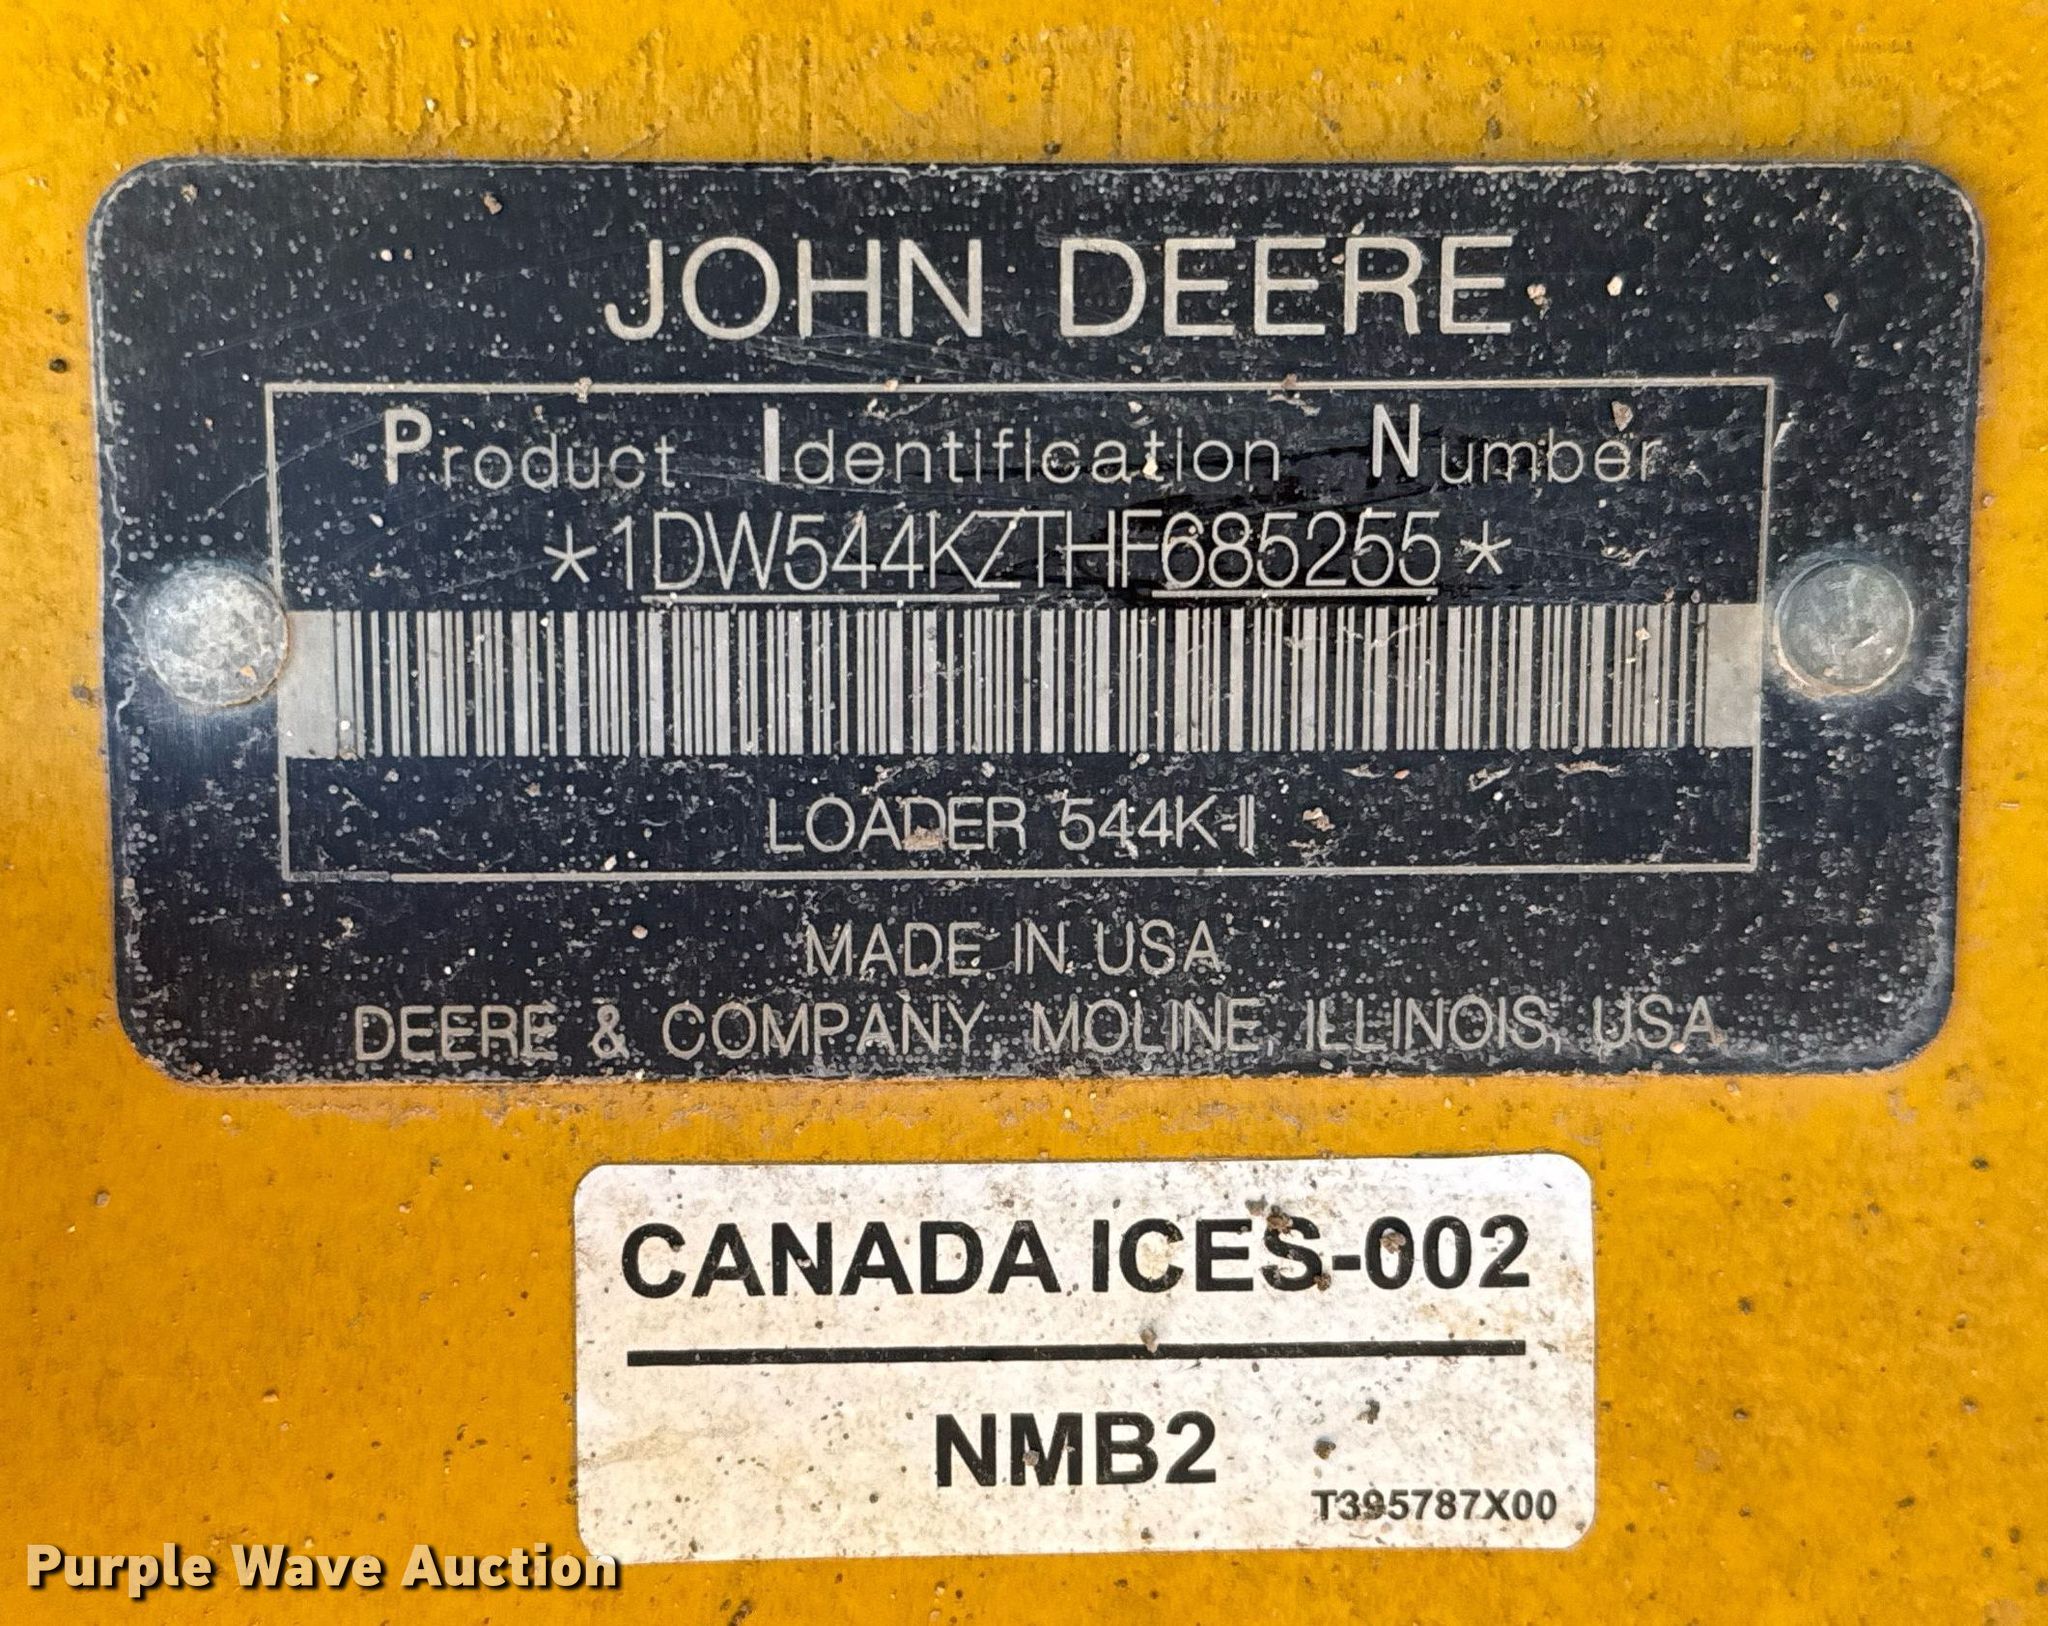 JOHN DEERE
Product Identification Number
*1DW544KZTHF685255*
LOADER 544K-II
MADE IN USA
DEERE & COMPANY, MOLINE, ILLINOIS, USA
CANADA ICES-002
NMB2
T395787X00
Purple Wave Auction